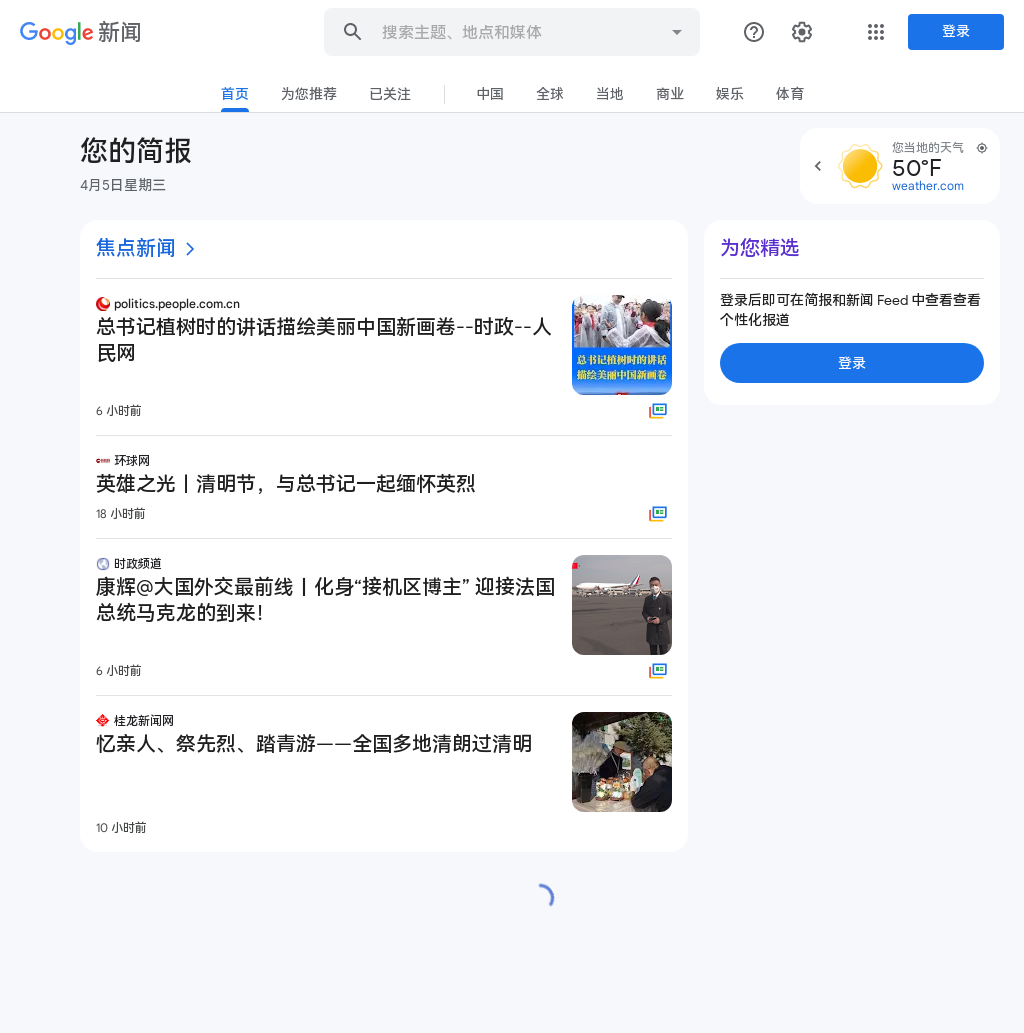 Google 新闻
搜索主题、地点和媒体
登录
首页
为您推荐
已关注
中国
全球
当地
商业
娱乐
体育
您的简报
4月5日星期三
您当地的天气
50°F
weather.com
焦点新闻
politics.people.com.cn
总书记植树时的讲话描绘美丽中国新画卷--时政--人
民网
总书记植树时的讲话
描绘美丽中国新画卷
6 小时前
环球网
英雄之光丨清明节，与总书记一起缅怀英烈
18 小时前
时政频道
康辉@大国外交最前线丨化身“接机区博主” 迎接法国
总统马克龙的到来！
6 小时前
桂龙新闻网
忆亲人、祭先烈、踏青游——全国多地清朗过清明
10 小时前
为您精选
登录后即可在简报和新闻 Feed 中查看查看
个性化报道
登录